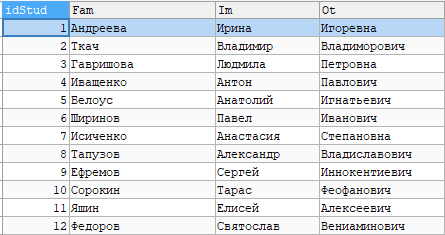 idStud Fam Im Ot
1 Андреева Ирина Игоревна
2 Ткач Владимир Владиморович
3 Гавришова Людмила Петровна
4 Иващенко Антон Павлович
5 Белоус Анатолий Игнатьевич
6 Ширинов Павел Иванович
7 Исиченко Анастасия Степановна
8 Тапузов Александр Владиславович
9 Ефремов Сергей Иннокентиевич
10 Сорокин Тарас Феофанович
11 Яшин Елисей Алексеевич
12 Федоров Святослав Вениаминович